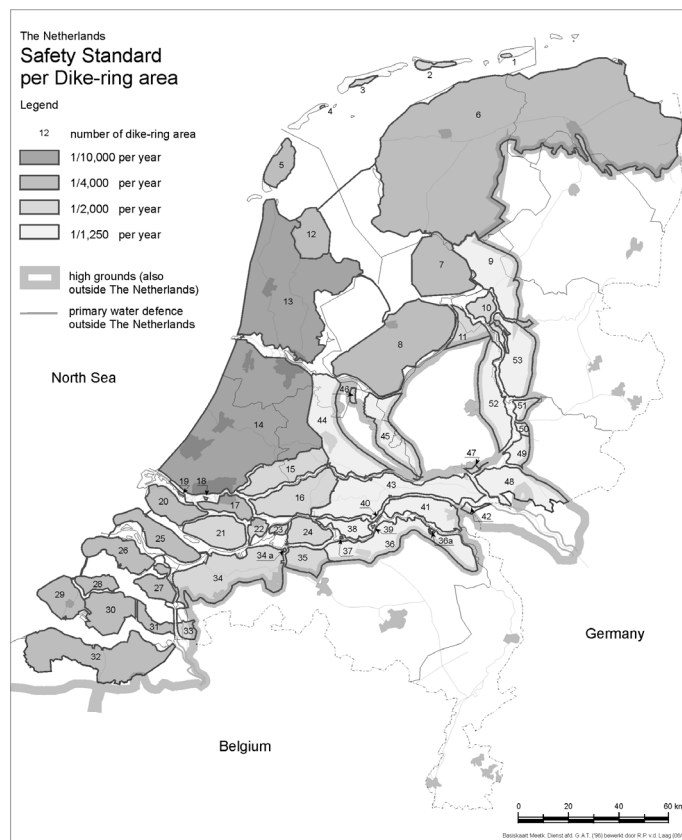 The Netherlands
Safety Standard
per Dike-ring area
Legend
12 number of dike-ring area
1/10,000 per year
1/4,000 per year
1/2,000 per year
1/1,250 per year
high grounds (also
outside The Netherlands)
primary water defence
outside The Netherlands
North Sea
Germany
Belgium
1
2
3
4
5
6
7
8
9
10
11
12
13
14
15
16
17
18
19
20
21
22
23
24
25
26
27
28
29
30
31
32
33
34
34 a
35
36
36a
37
38
39
40
41
42
43
44
45
46
47
48
49
50
51
52
53
0 20 40 60 km